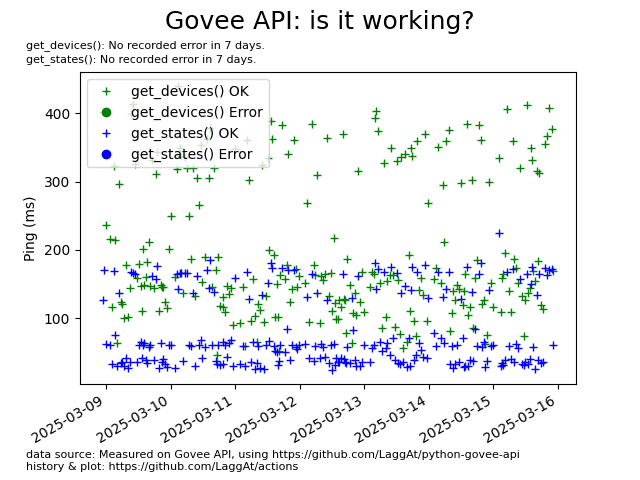 Govee API: is it working?
get_devices(): No recorded error in 7 days.
get_states(): No recorded error in 7 days.
get_devices() OK
get_devices() Error
get_states() OK
get_states() Error
Ping (ms)
400
300
200
100
2025-03-09
2025-03-10
2025-03-11
2025-03-12
2025-03-13
2025-03-14
2025-03-15
2025-03-16
data source: Measured on Govee API, using https://github.com/LaggAt/python-govee-api
history & plot: https://github.com/LaggAt/actions